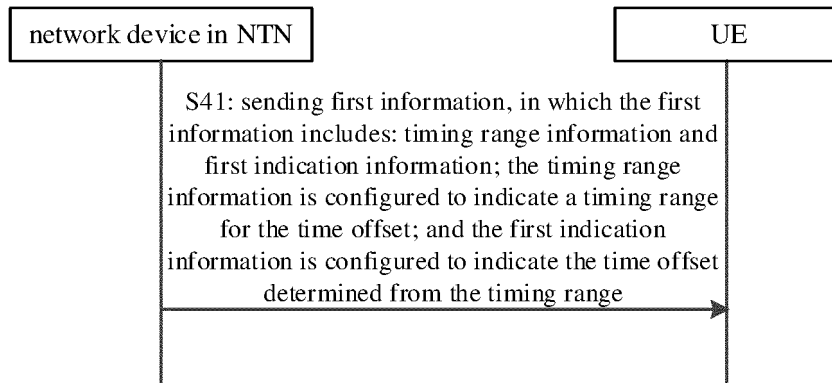 network device in NTN
UE
S41: sending first information, in which the first
information includes: timing range information and
first indication information; the timing range
information is configured to indicate a timing range
for the time offset; and the first indication
information is configured to indicate the time offset
determined from the timing range